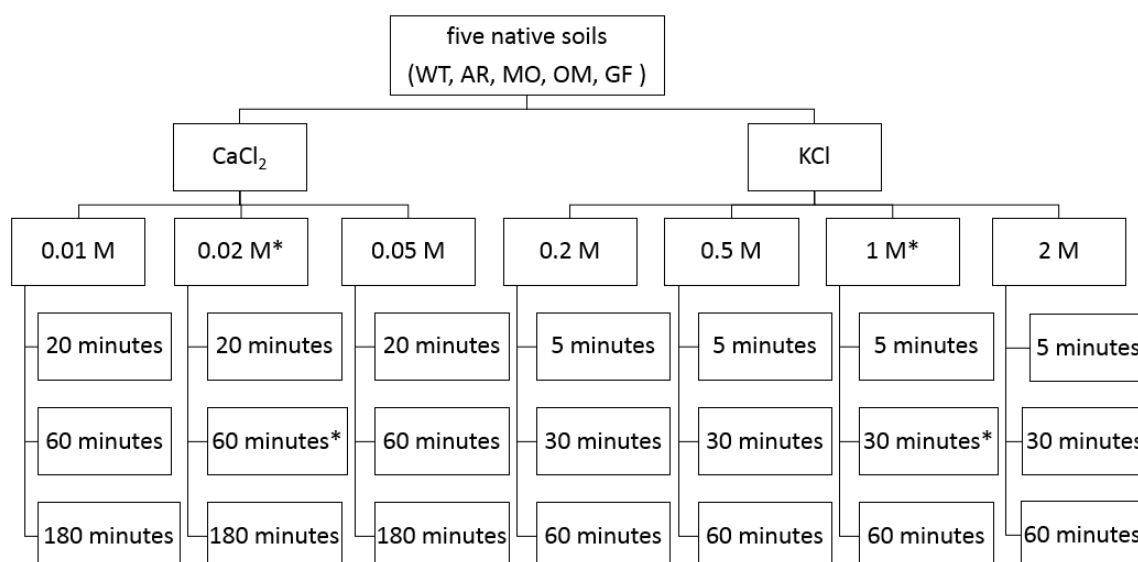 five native soils
(WT, AR, MO, OM, GF )
CaCl₂
KCl
0.01 M
0.02 M*
0.05 M
0.2 M
0.5 M
1 M*
2 M
20 minutes
20 minutes
20 minutes
5 minutes
5 minutes
5 minutes
5 minutes
60 minutes
60 minutes*
60 minutes
30 minutes
30 minutes
30 minutes*
30 minutes
180 minutes
180 minutes
180 minutes
60 minutes
60 minutes
60 minutes
60 minutes